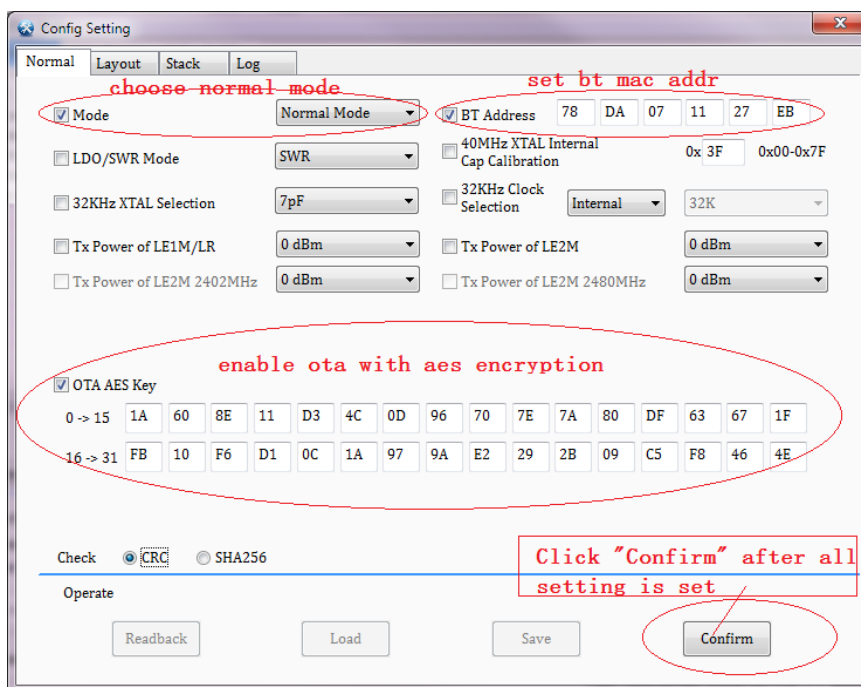 Config Setting
Normal Layout Stack Log
choose normal mode
set bt mac addr
Mode Normal Mode BT Address 78 DA 07 11 27 EB
LDO/SWR Mode SWR 40MHz XTAL Internal Cap Calibration 0x 3F 0x00-0x7F
32KHz XTAL Selection 7pF 32KHz Clock Selection Internal 32K
Tx Power of LE1M/LR 0 dBm Tx Power of LE2M 0 dBm
Tx Power of LE2M 2402MHz 0 dBm Tx Power of LE2M 2480MHz 0 dBm
enable ota with aes encryption
OTA AES Key
0 -> 15 1A 60 8E 11 D3 4C 0D 96 70 7E 7A 80 DF 63 67 1F
16 -> 31 FB 10 F6 D1 0C 1A 97 9A E2 29 2B 09 C5 F8 46 4E
Check CRC SHA256
Click "Confirm" after all
setting is set
Operate
Readback Load Save Confirm